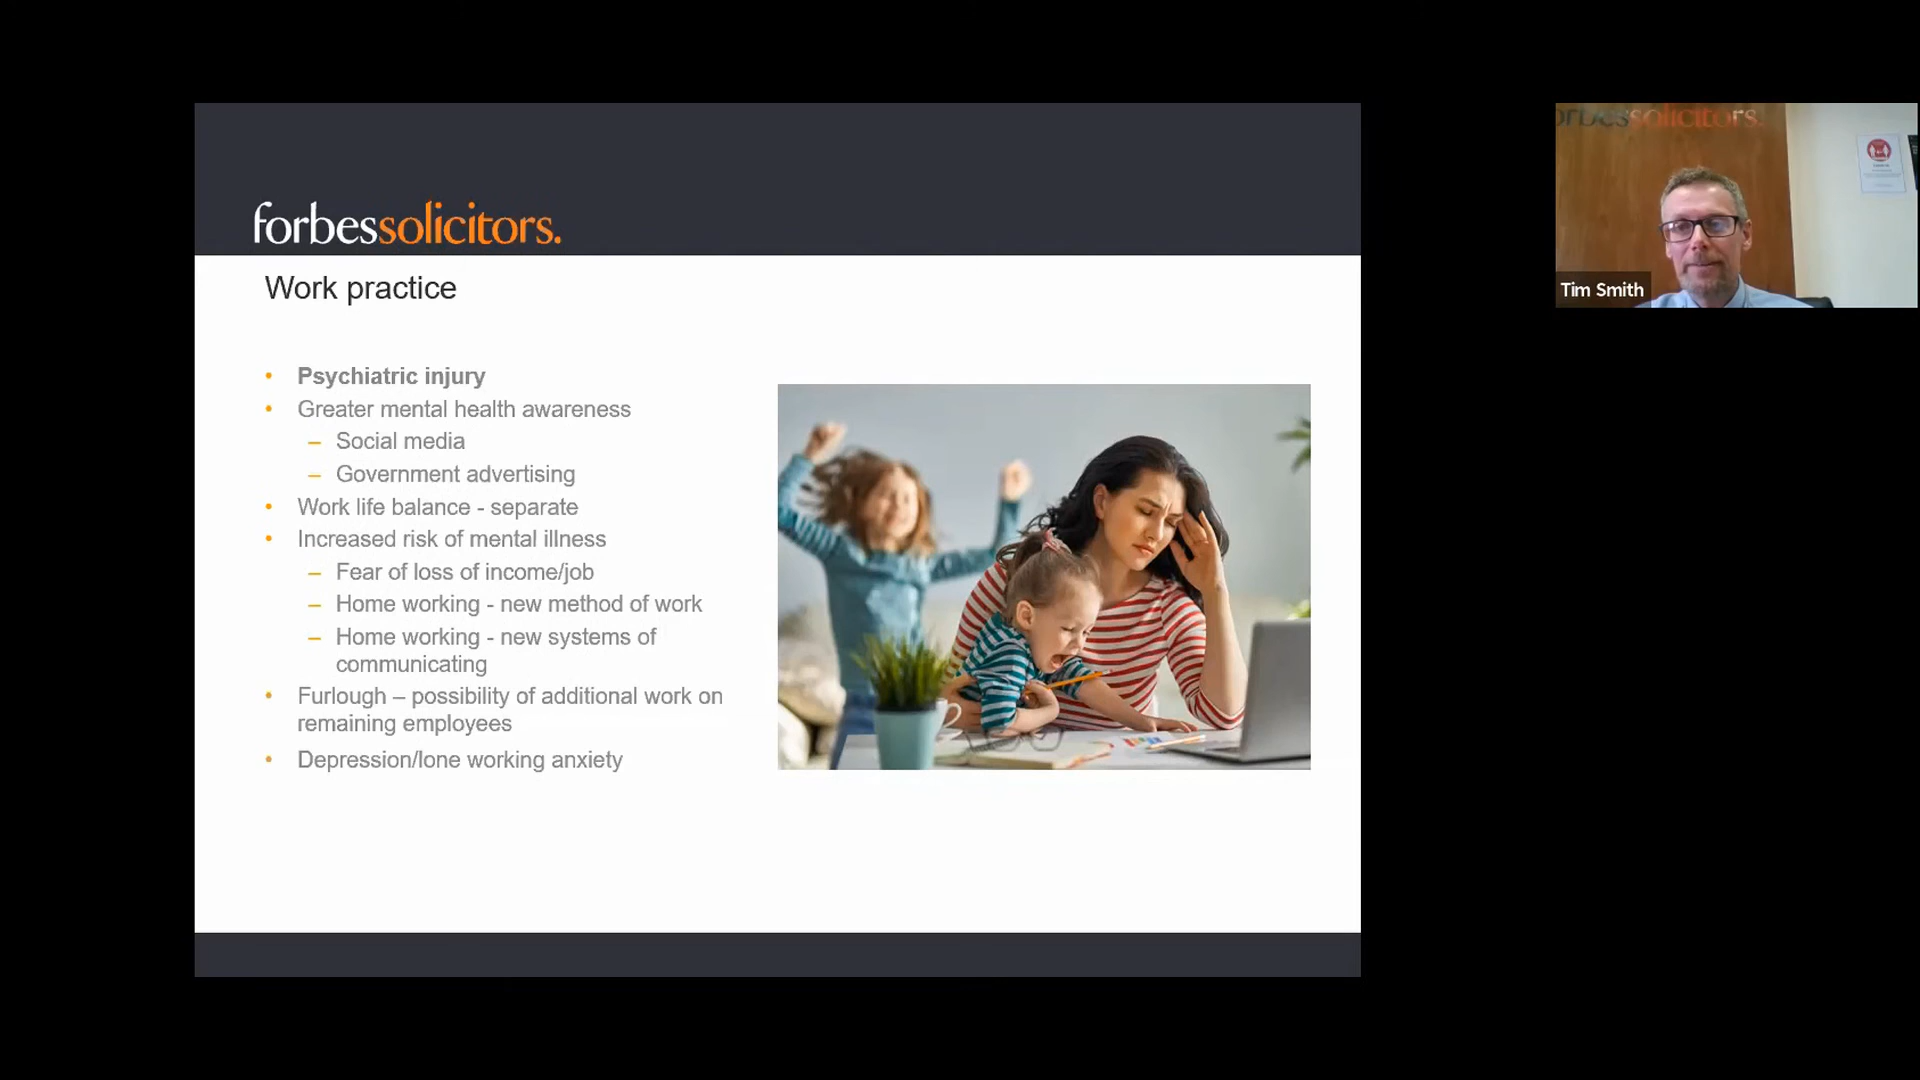 forbessolicitors.
Work practice
• Psychiatric injury
• Greater mental health awareness
– Social media
– Government advertising
• Work life balance - separate
• Increased risk of mental illness
– Fear of loss of income/job
– Home working - new method of work
– Home working - new systems of
communicating
• Furlough – possibility of additional work on
remaining employees
• Depression/lone working anxiety
orbessolicitors.
Tim Smith